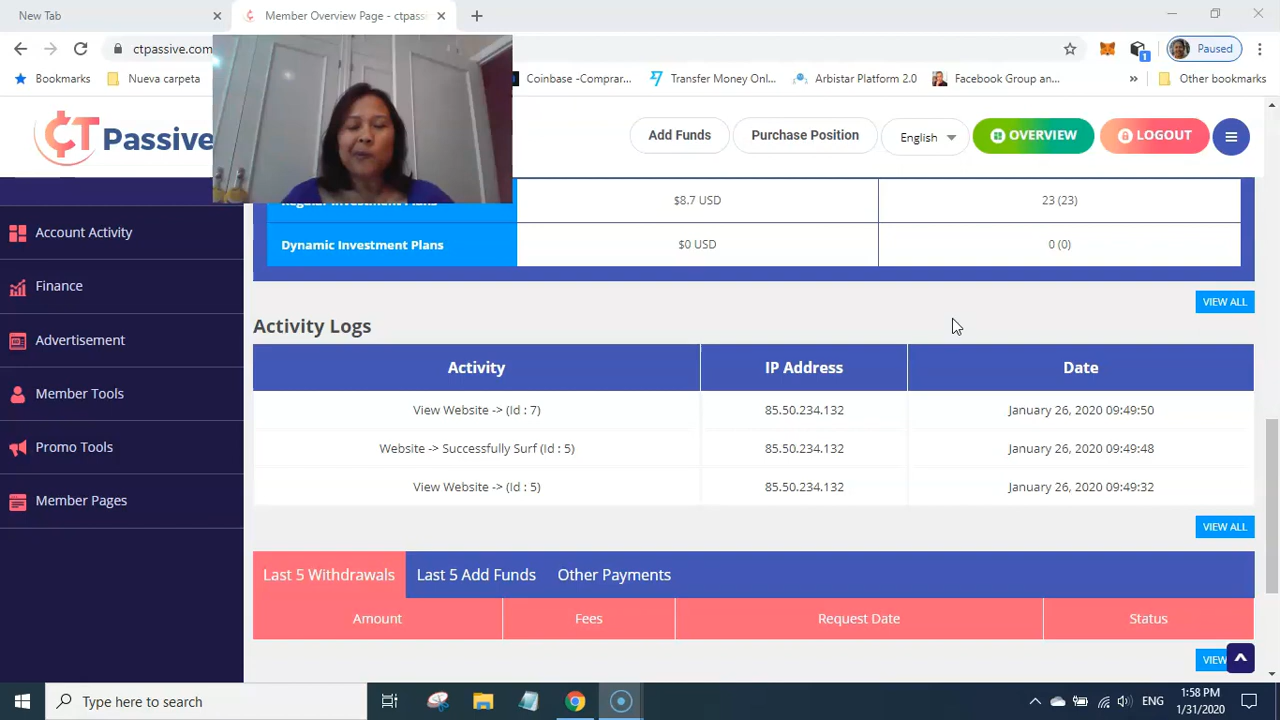 New Tab
Member Overview Page - ctpass
ctpassive.com
1
Paused
Bookmarks
Nueva carpeta
Coinbase -Comprar...
Transfer Money Onl...
Arbistar Platform 2.0
Facebook Group an...
Other bookmarks
CT Passive
Add Funds
Purchase Position
English
OVERVIEW
LOGOUT
Regular Investment Plans
$8.7 USD
23 (23)
Dynamic Investment Plans
$0 USD
0 (0)
Account Activity
Finance
Advertisement
Member Tools
Promo Tools
Member Pages
VIEW ALL
Activity Logs
Activity
IP Address
Date
View Website -> (Id : 7)
85.50.234.132
January 26, 2020 09:49:50
Website -> Successfully Surf (Id : 5)
85.50.234.132
January 26, 2020 09:49:48
View Website -> (Id : 5)
85.50.234.132
January 26, 2020 09:49:32
VIEW ALL
Last 5 Withdrawals
Last 5 Add Funds
Other Payments
Amount
Fees
Request Date
Status
VIEW
Type here to search
ENG
1:58 PM
1/31/2020